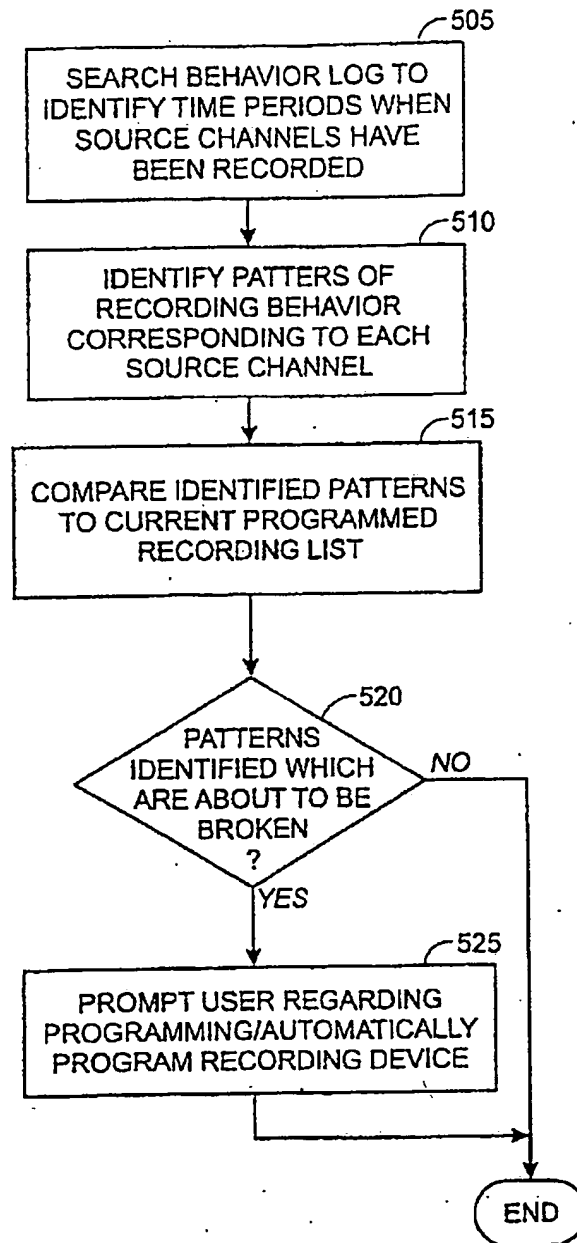 505
SEARCH BEHAVIOR LOG TO
IDENTIFY TIME PERIODS WHEN
SOURCE CHANNELS HAVE
BEEN RECORDED
510
IDENTIFY PATTERS OF
RECORDING BEHAVIOR
CORRESPONDING TO EACH
SOURCE CHANNEL
515
COMPARE IDENTIFIED PATTERNS
TO CURRENT PROGRAMMED
RECORDING LIST
520
PATTERNS
IDENTIFIED WHICH
ARE ABOUT TO BE
BROKEN
?
NO
YES
525
PROMPT USER REGARDING
PROGRAMMING/AUTOMATICALLY
PROGRAM RECORDING DEVICE
END